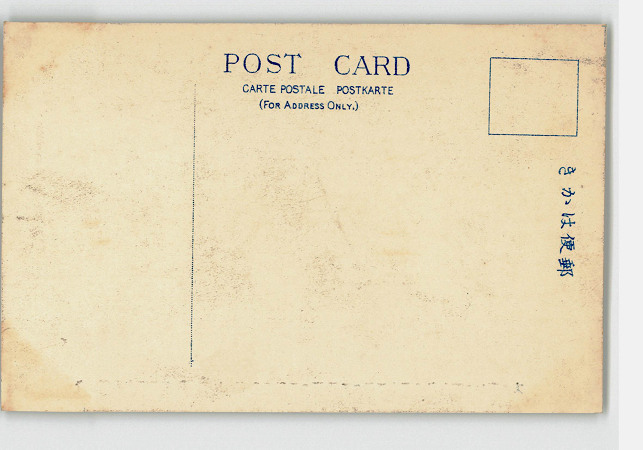 POST CARD
CARTE POSTALE POSTKARTE
(FOR ADDRESS ONLY.)
郵便はかき